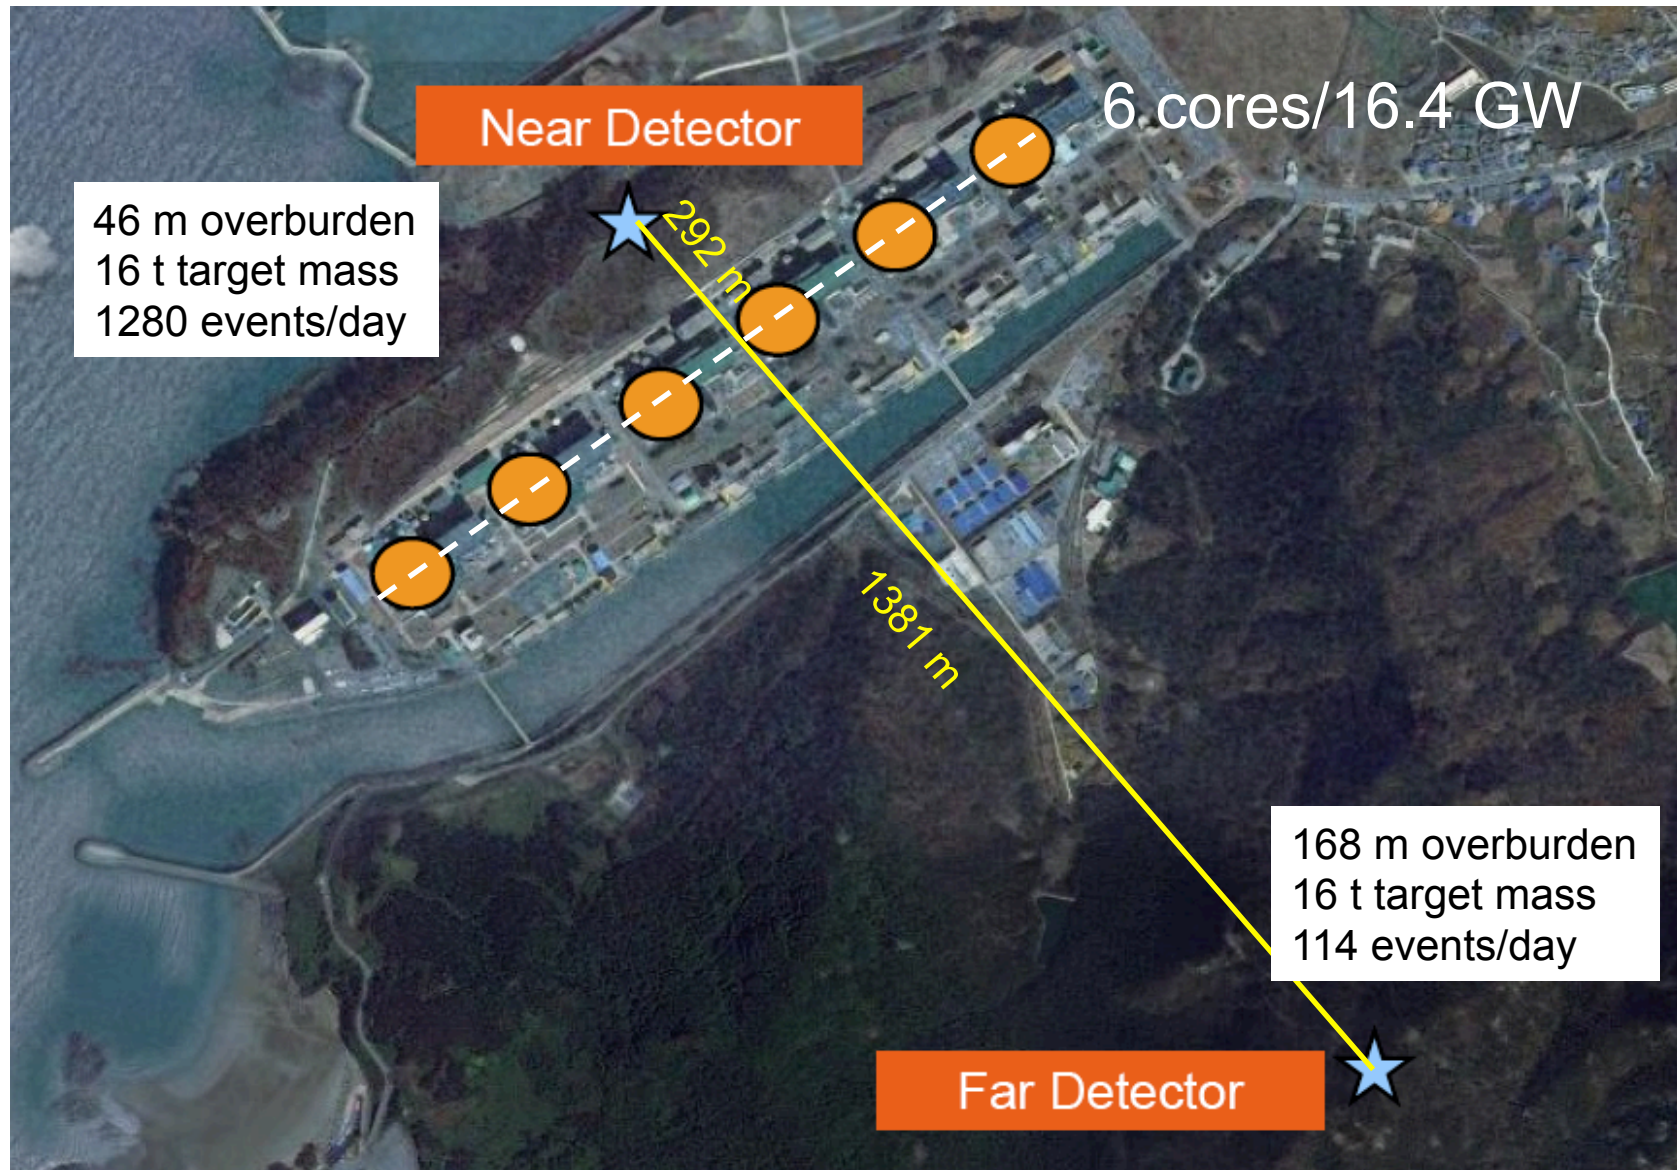 Near Detector
6 cores/16.4 GW
46 m overburden
16 t target mass
1280 events/day
292 m
1381 m
168 m overburden
16 t target mass
114 events/day
Far Detector